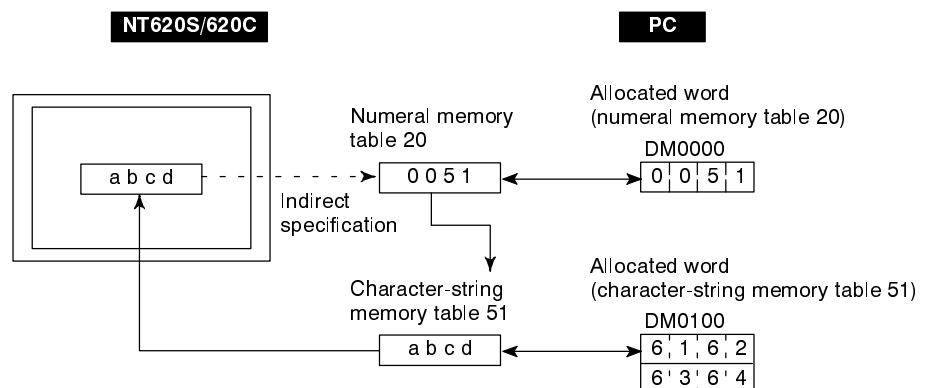 NT620S/620C
PC
Numeral memory
table 20
Allocated word
(numeral memory table 20)
DM0000
a b c d
0 0 5 1
0 0 5 1
Indirect
specification
Character-string
memory table 51
Allocated word
(character-string memory table 51)
DM0100
a b c d
6 1 6 2
6 3 6 4